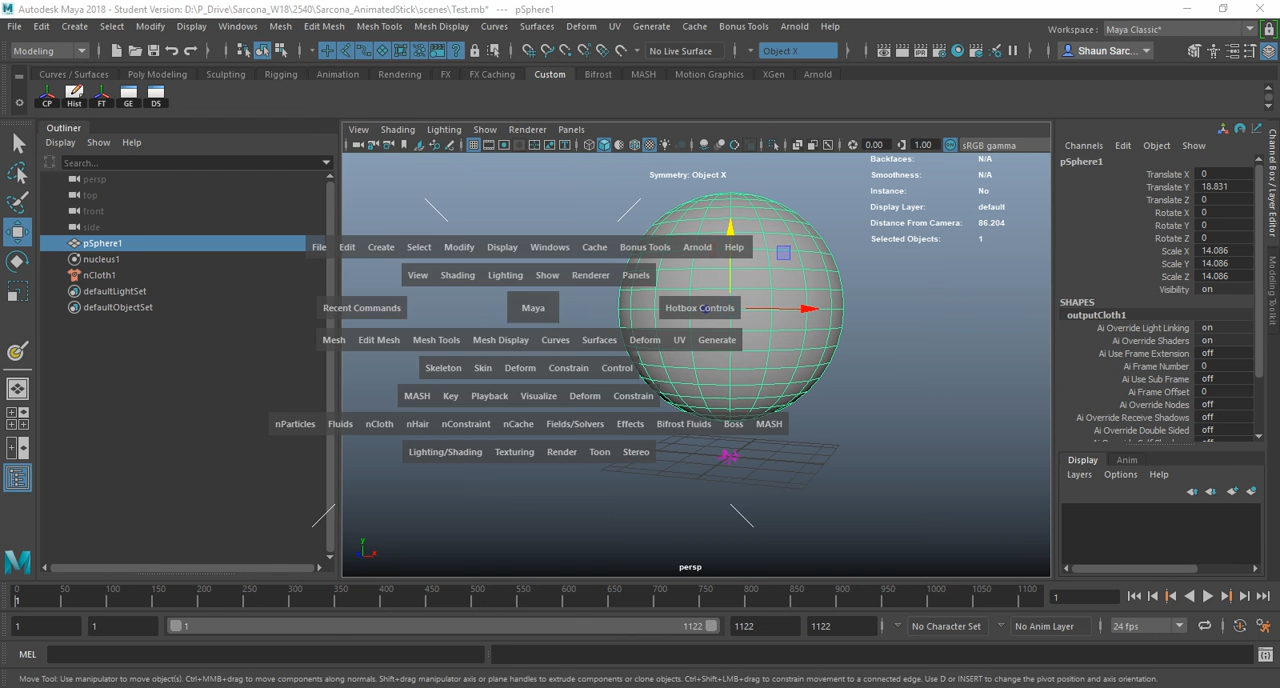 Autodesk Maya 2018 - Student Version: D:\P_Drive\Sarcona_W18\2540\Sarcona_AnimatedStick\scenes\Test.mb* --- pSphere1
File Edit Create Select Modify Display Windows Mesh Edit Mesh Mesh Tools Mesh Display Curves Surfaces Deform UV Generate Cache Bonus Tools Arnold Help
Workspace: Maya Classic*
Modeling No Live Surface Object X Shaun Sarc...
Curves / Surfaces Poly Modeling Sculpting Rigging Animation Rendering FX FX Caching Custom Bifrost MASH Motion Graphics XGen Arnold
CP Hist FT GE DS
Outliner
Display Show Help
Search...
persp
top
front
side
pSphere1
nucleus1
nCloth1
defaultLightSet
defaultObjectSet
View Shading Lighting Show Renderer Panels
0.00 1.00 sRGB gamma
Backfaces: N/A
Smoothness: N/A
Instance: No
Display Layer: default
Distance From Camera: 86.204
Selected Objects: 1
Symmetry: Object X
File Edit Create Select Modify Display Windows Cache Bonus Tools Arnold Help
View Shading Lighting Show Renderer Panels
Recent Commands Maya Hotbox Controls
Mesh Edit Mesh Mesh Tools Mesh Display Curves Surfaces Deform UV Generate
Skeleton Skin Deform Constrain Control
MASH Key Playback Visualize Deform Constrain
nParticles Fluids nCloth nHair nConstraint nCache Fields/Solvers Effects Bifrost Fluids Boss MASH
Lighting/Shading Texturing Render Toon Stereo
y
x
persp
Channels Edit Object Show
pSphere1
Translate X 0
Translate Y 18.831
Translate Z 0
Rotate X 0
Rotate Y 0
Rotate Z 0
Scale X 14.086
Scale Y 14.086
Scale Z 14.086
Visibility on
SHAPES
outputCloth1
Ai Override Light Linking on
Ai Override Shaders on
Ai Use Frame Extension off
Ai Frame Number 0
Ai Use Sub Frame off
Ai Frame Offset 0
Ai Override Nodes off
Ai Override Receive Shadows off
Ai Override Double Sided off
Display Anim
Layers Options Help
Channel Box / Layer Editor
Modeling Toolkit
0 50 100 150 200 250 300 350 400 450 500 550 600 650 700 750 800 850 900 950 1000 1050 1100
1
1
1 1 1 1122 1122 1122 No Character Set No Anim Layer 24 fps
MEL
Move Tool: Use manipulator to move object(s). Ctrl+MMB+drag to move components along normals. Shift+drag manipulator axis or plane handles to extrude components or clone objects. Ctrl+Shift+LMB+drag to constrain movement to a connected edge. Use D or INSERT to change the pivot position and axis orientation.